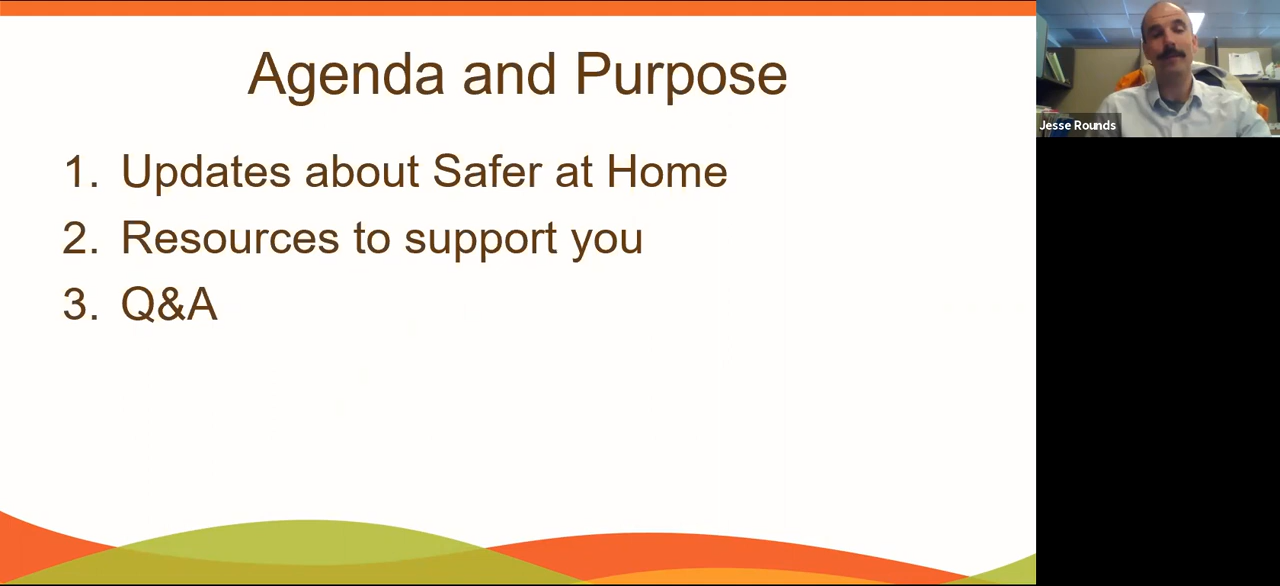 Agenda and Purpose
1. Updates about Safer at Home
2. Resources to support you
3. Q&A
Jesse Rounds